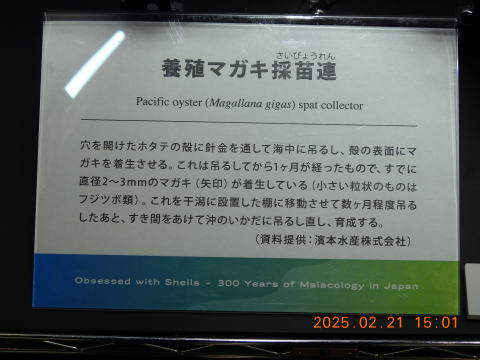 さいびょうれん
養殖マガキ採苗連
Pacific oyster (Magallana gigas) spat collector
穴を開けたホタテの殻に針金を通して海中に吊るし、殻の表面にマ
ガキを着生させる。これは吊るしてから1ヶ月が経ったもので、すでに
直径2〜3mmのマガキ（矢印）が着生している（小さい粒状のものは
フジツボ類）。これを干潟に設置した棚に移動させて数ヶ月程度吊る
したあと、すき間をあけて沖のいかだに吊るし直し、育成する。
（資料提供：濱本水産株式会社）
Obsessed with Shells - 300 Years of Malacology in Japan
2025.02.21 15:01